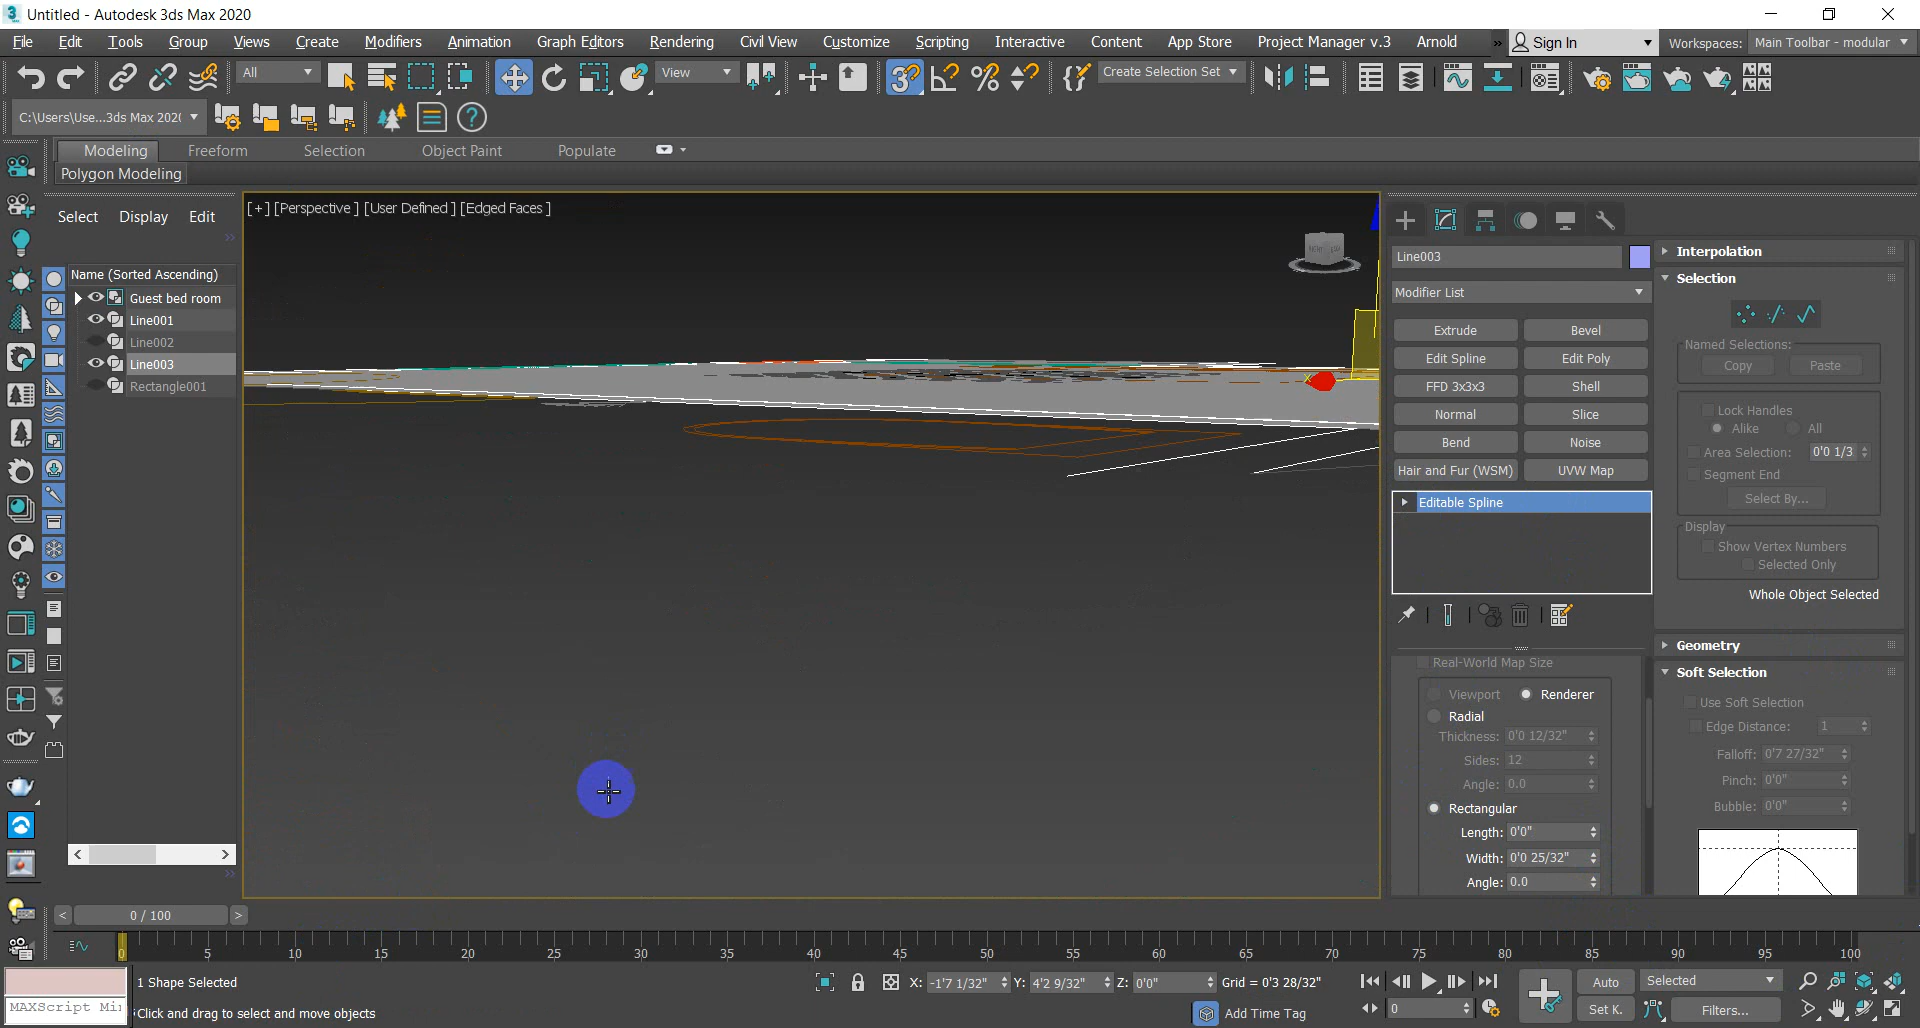 Untitled - Autodesk 3ds Max 2020
File Edit Tools Group Views Create Modifiers Animation Graph Editors Rendering Civil View Customize Scripting Interactive Content App Store Project Manager v.3 Arnold » Sign In Workspaces: Main Toolbar - modular
All View Create Selection Set
C:\Users\Use...3ds Max 202(
Modeling Freeform Selection Object Paint Populate
Polygon Modeling
Select Display Edit
[+] [Perspective ] [User Defined ] [Edged Faces ]
Name (Sorted Ascending)
Guest bed room
Line001
Line002
Line003
Rectangle001
Line003
Modifier List
Extrude Bevel
Edit Spline Edit Poly
FFD 3x3x3 Shell
Normal Slice
Bend Noise
Hair and Fur (WSM) UVW Map
Editable Spline
Real-World Map Size
Viewport Renderer
Radial
Thickness: 0'0 12/32"
Sides: 12
Angle: 0.0
Rectangular
Length: 0'0"
Width: 0'0 25/32"
Angle: 0.0
Interpolation
Selection
Named Selections:
Copy Paste
Lock Handles
Alike All
Area Selection: 0'0 1/3
Segment End
Select By...
Display
Show Vertex Numbers
Selected Only
Whole Object Selected
Geometry
Soft Selection
Use Soft Selection
Edge Distance: 1
Falloff: 0'7 27/32"
Pinch: 0'0"
Bubble: 0'0"
x
< 0 / 100 >
0 5 10 15 20 25 30 35 40 45 50 55 60 65 70 75 80 85 90 95 100
1 Shape Selected
X: -1'7 1/32" Y: 4'2 9/32" Z: 0'0" Grid = 0'3 28/32"
Auto Selected
MAXScript Mi
Click and drag to select and move objects
Add Time Tag
0
Set K. Filters...